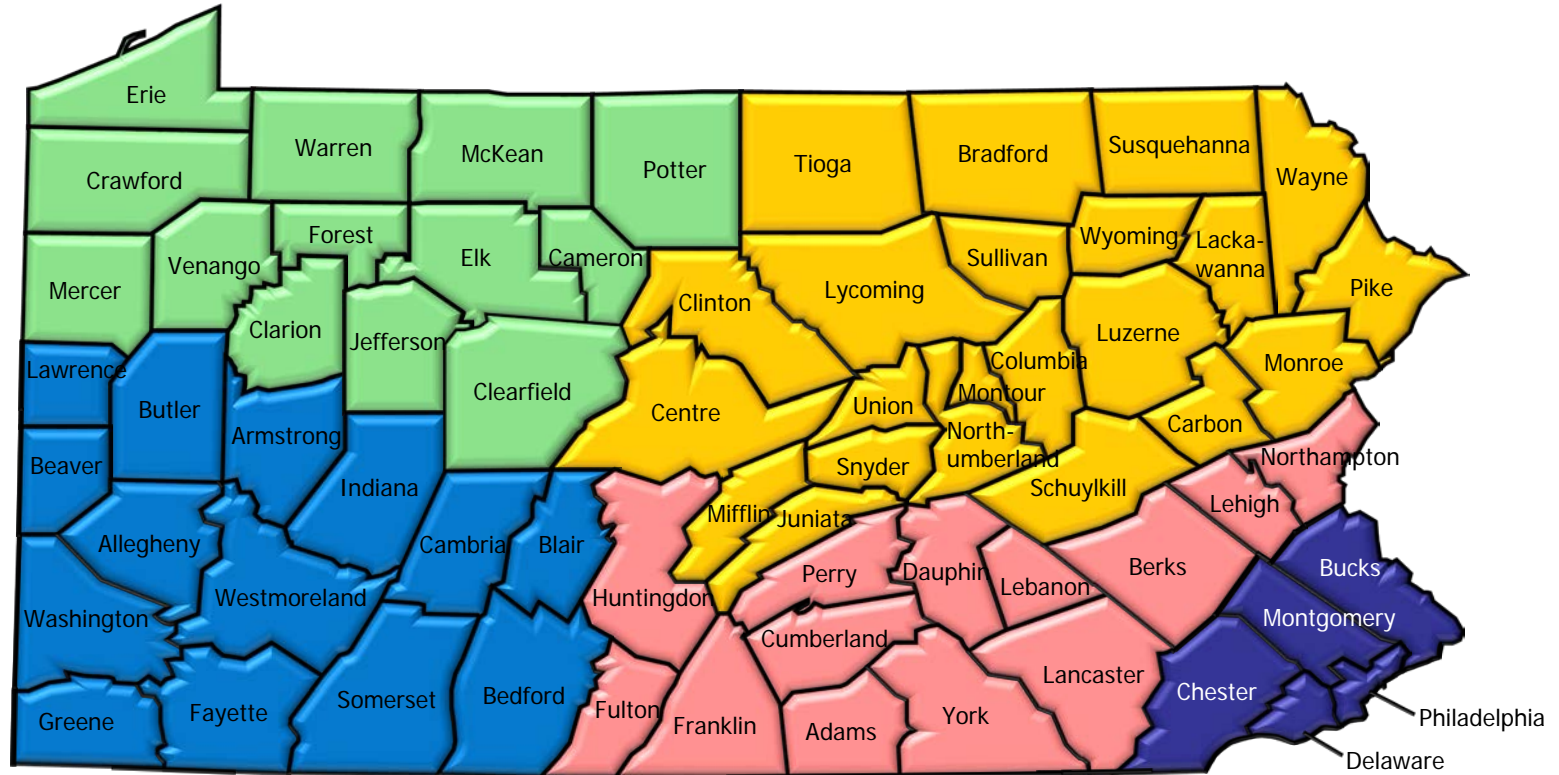 Erie
Warren
McKean
Potter
Tioga
Bradford
Susquehanna
Wayne
Crawford
Forest
Elk
Cameron
Venango
Mercer
Clarion
Jefferson
Clearfield
Clinton
Lycoming
Sullivan
Wyoming
Lacka-
wanna
Pike
Luzerne
Columbia
Montour
Monroe
Carbon
Union
Centre
Snyder
North-
umberland
Schuylkill
Mifflin
Juniata
Lawrence
Butler
Armstrong
Beaver
Indiana
Allegheny
Cambria
Blair
Washington
Westmoreland
Greene
Fayette
Somerset
Bedford
Huntingdon
Fulton
Franklin
Perry
Cumberland
Adams
York
Dauphin
Lebanon
Lancaster
Berks
Lehigh
Northampton
Bucks
Montgomery
Chester
Philadelphia
Delaware